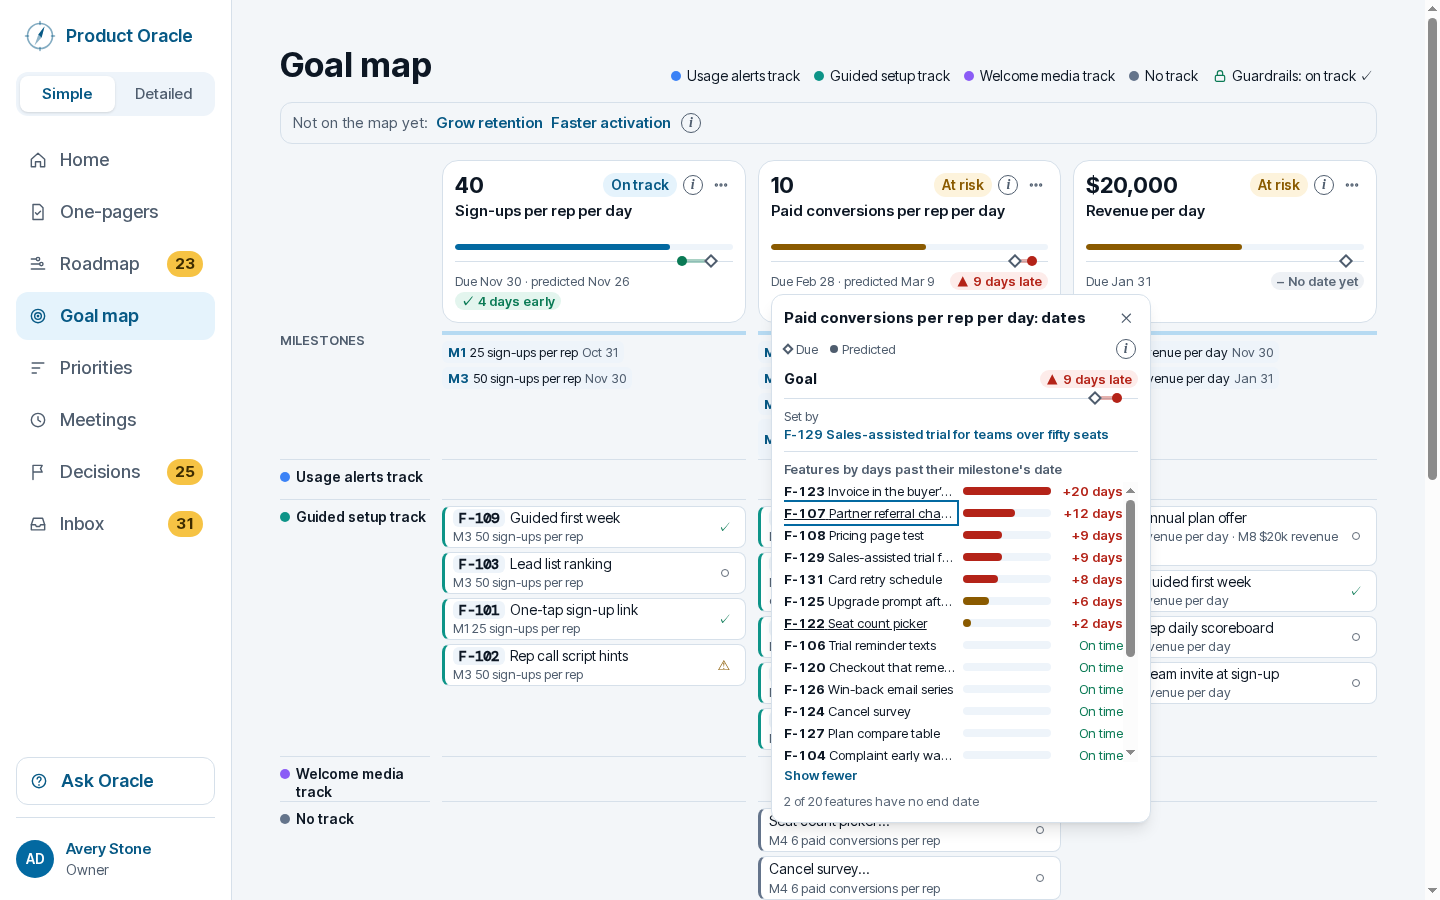 Product Oracle
Simple
Detailed
Home
One-pagers
Roadmap
23
Goal map
Priorities
Meetings
Decisions
25
Inbox
31
Ask Oracle
AD
Avery Stone
Owner
Goal map
Usage alerts track
Guided setup track
Welcome media track
No track
Guardrails: on track ✓
Not on the map yet: Grow retention Faster activation
40
On track
Sign-ups per rep per day
Due Nov 30 · predicted Nov 26
✓ 4 days early
10
At risk
Paid conversions per rep per day
Due Feb 28 · predicted Mar 9
▲ 9 days late
$20,000
At risk
Revenue per day
Due Jan 31
– No date yet
MILESTONES
M1 25 sign-ups per rep Oct 31
M3 50 sign-ups per rep Nov 30
per day Nov 30
per day Jan 31
Usage alerts track
Guided setup track
F-109 Guided first week
M3 50 sign-ups per rep
F-103 Lead list ranking
M3 50 sign-ups per rep
F-101 One-tap sign-up link
M1 25 sign-ups per rep
F-102 Rep call script hints
M3 50 sign-ups per rep
plan offer
per day · M8 $20k revenue
first week
per day
daily scoreboard
per day
invite at sign-up
per day
Welcome media track
No track
M4 6 paid conversions per rep
Cancel survey...
M4 6 paid conversions per rep
Paid conversions per rep per day: dates
Due
Predicted
Goal
▲ 9 days late
Set by
F-129 Sales-assisted trial for teams over fifty seats
Features by days past their milestone's date
F-123 Invoice in the buyer'... +20 days
F-107 Partner referral cha... +12 days
F-108 Pricing page test +9 days
F-129 Sales-assisted trial f... +9 days
F-131 Card retry schedule +8 days
F-125 Upgrade prompt aft... +6 days
F-122 Seat count picker +2 days
F-106 Trial reminder texts On time
F-120 Checkout that reme... On time
F-126 Win-back email series On time
F-124 Cancel survey On time
F-127 Plan compare table On time
F-104 Complaint early wa... On time
Show fewer
2 of 20 features have no end date